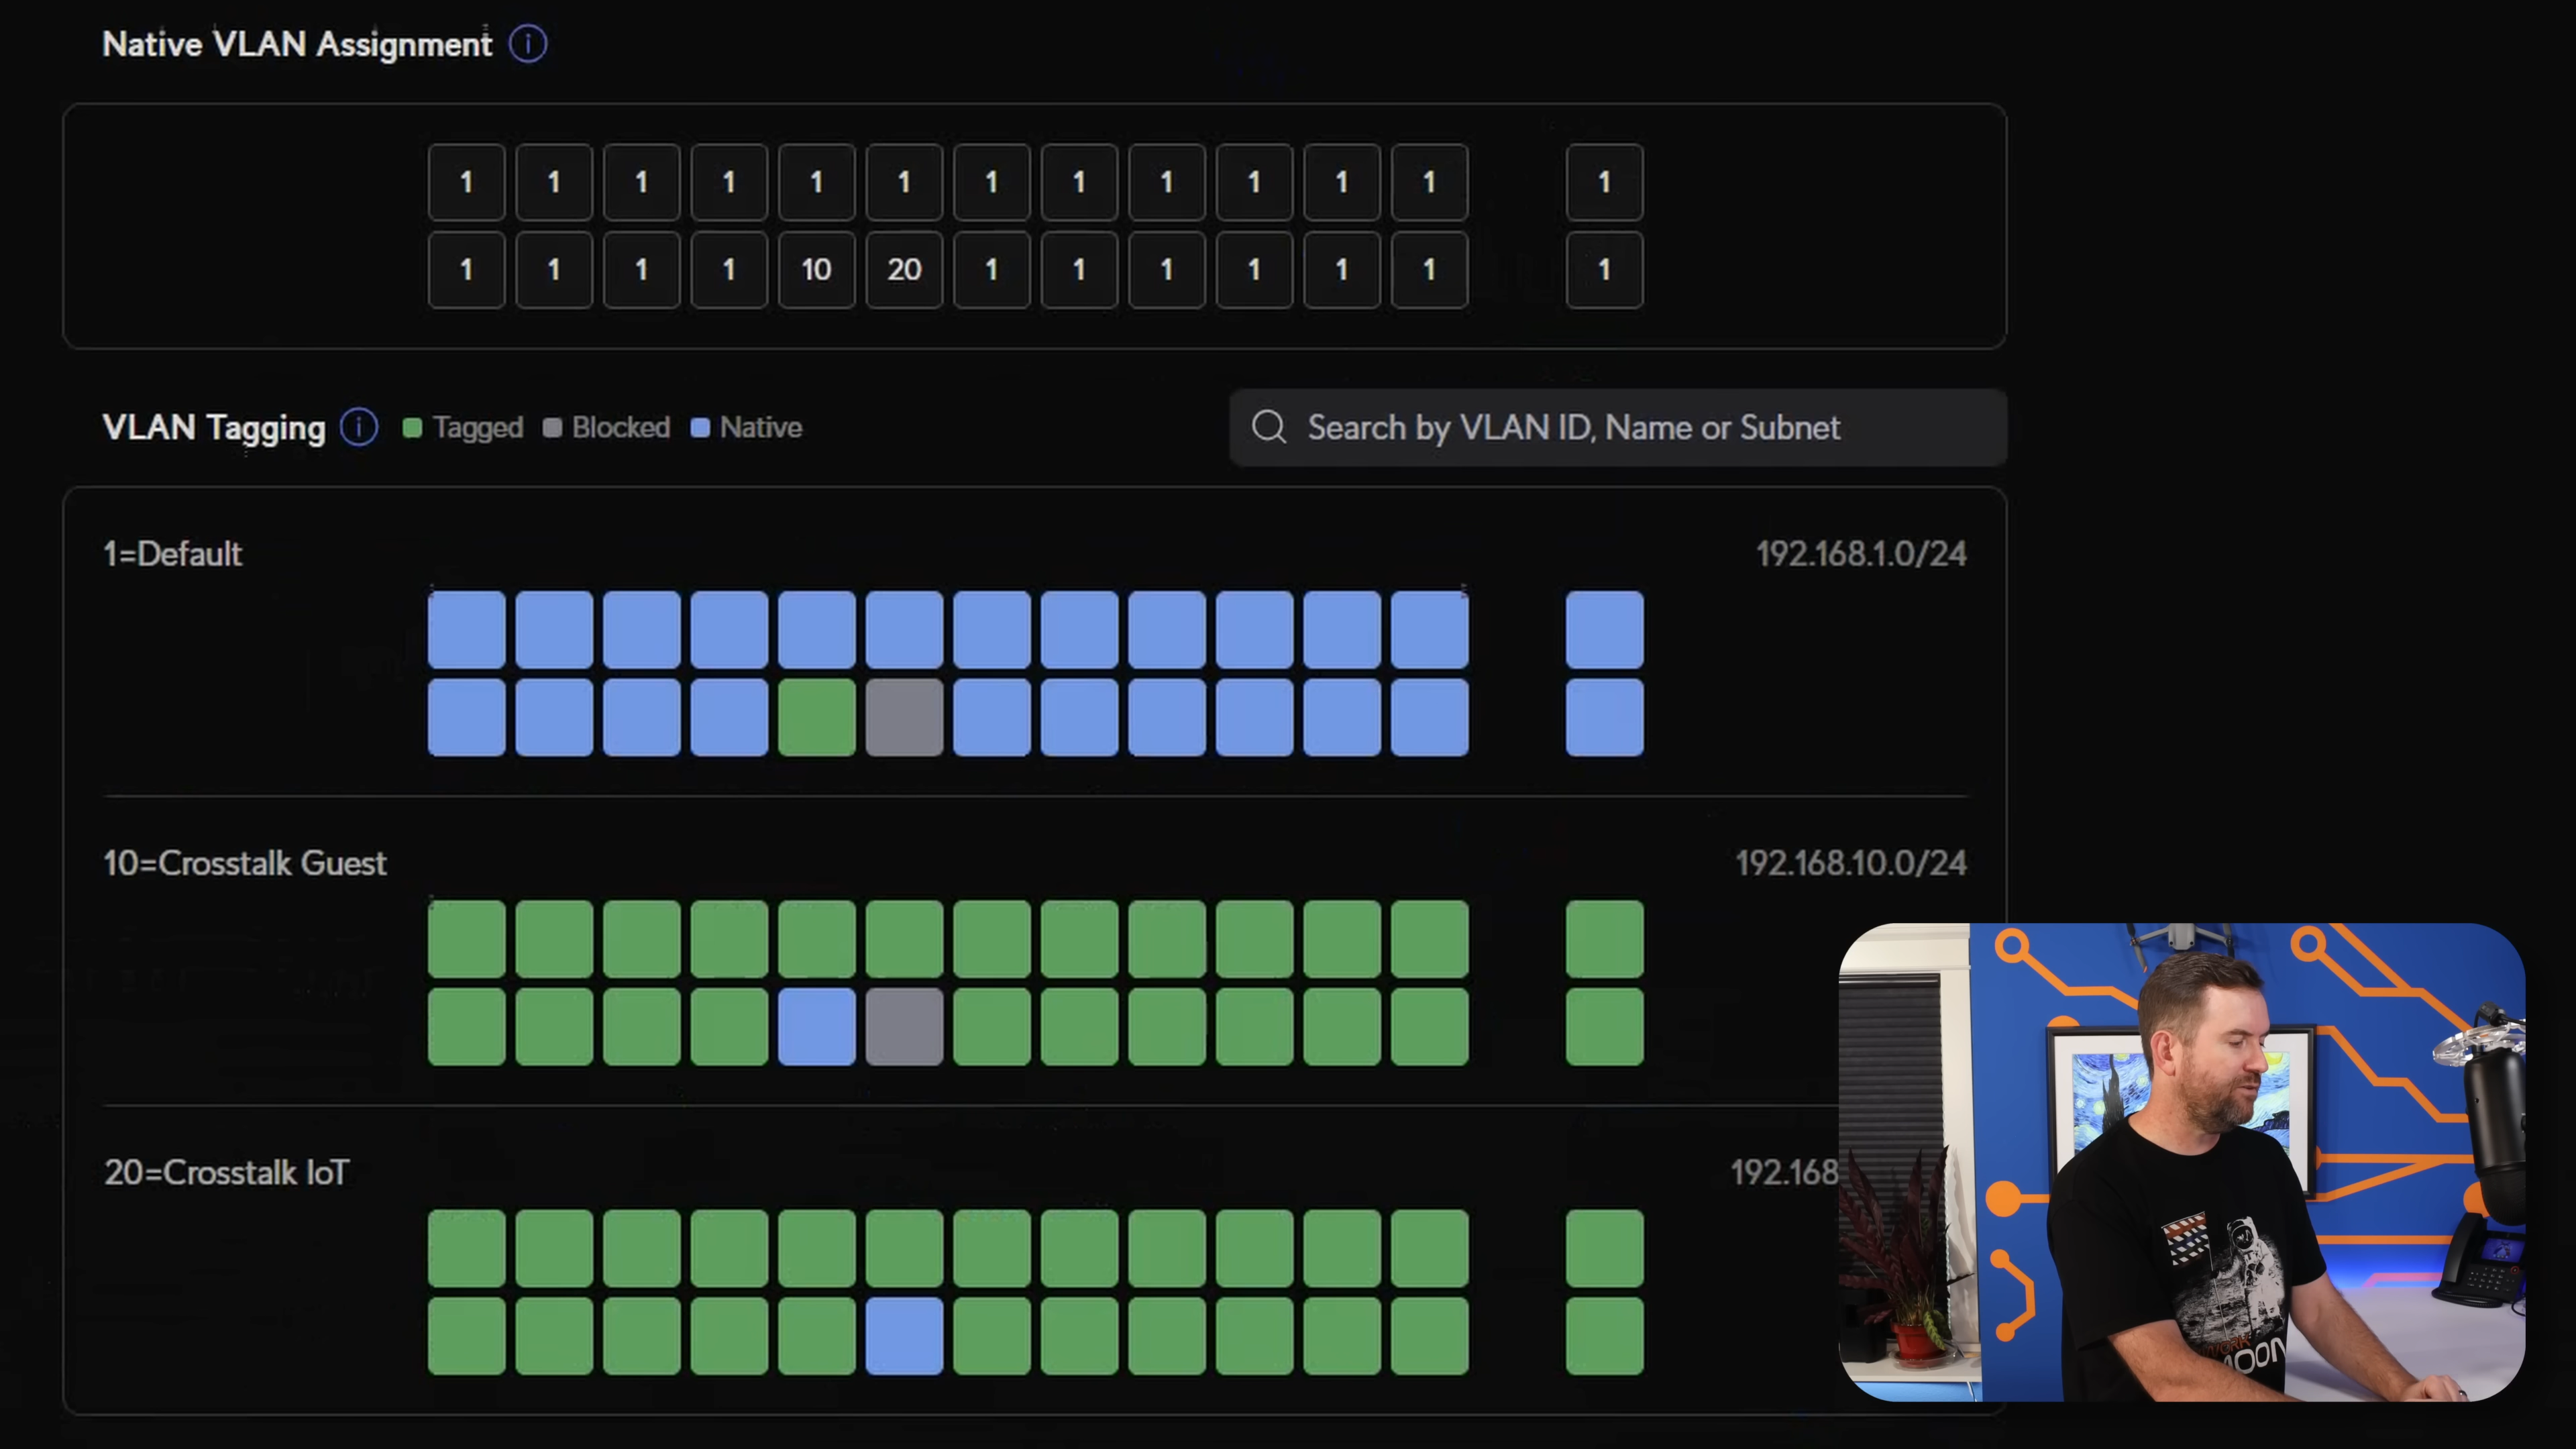 Native VLAN Assignment
1 1 1 1 1 1 1 1 1 1 1 1 1
1 1 1 1 10 20 1 1 1 1 1 1 1
VLAN Tagging Tagged Blocked Native Search by VLAN ID, Name or Subnet
1=Default 192.168.1.0/24
10=Crosstalk Guest 192.168.10.0/24
20=Crosstalk IoT 192.168
MOON